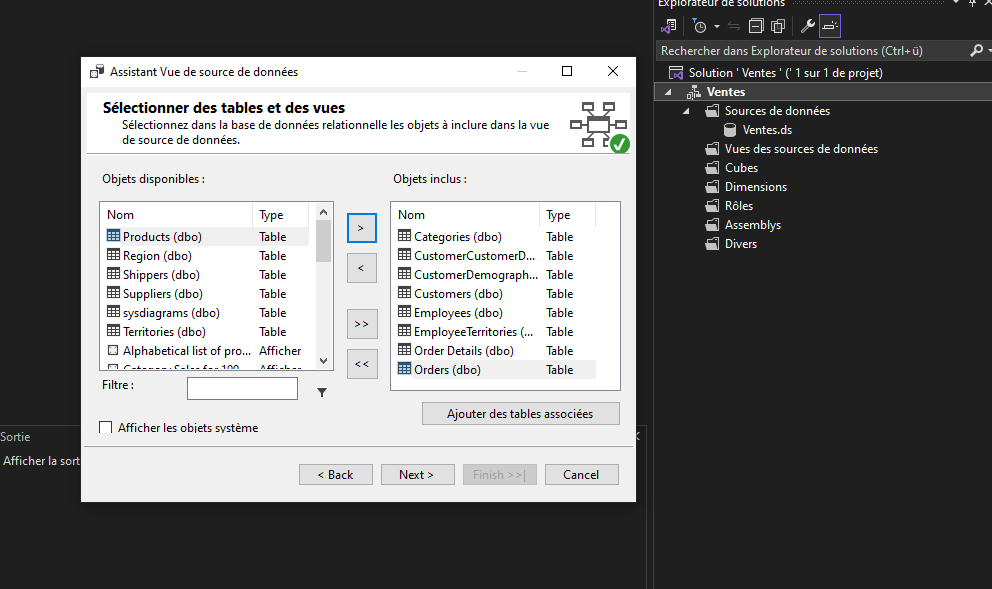 Explorateur de solutions
Rechercher dans Explorateur de solutions (Ctrl+ü)
Solution ' Ventes ' (' 1 sur 1 de projet)
Ventes
Sources de données
Ventes.ds
Vues des sources de données
Cubes
Dimensions
Rôles
Assemblys
Divers
Assistant Vue de source de données
Sélectionner des tables et des vues
Sélectionnez dans la base de données relationnelle les objets à inclure dans la vue
de source de données.
Objets disponibles :
Nom Type
Products (dbo) Table
Region (dbo) Table
Shippers (dbo) Table
Suppliers (dbo) Table
sysdiagrams (dbo) Table
Territories (dbo) Table
Alphabetical list of pro... Afficher
Category Sales for 199... Afficher
>
<
>>
<<
Objets inclus :
Nom Type
Categories (dbo) Table
CustomerCustomerD... Table
CustomerDemograph... Table
Customers (dbo) Table
Employees (dbo) Table
EmployeeTerritories (... Table
Order Details (dbo) Table
Orders (dbo) Table
Filtre :
Ajouter des tables associées
Afficher les objets système
< Back Next > Finish >>| Cancel
Sortie
Afficher la sort